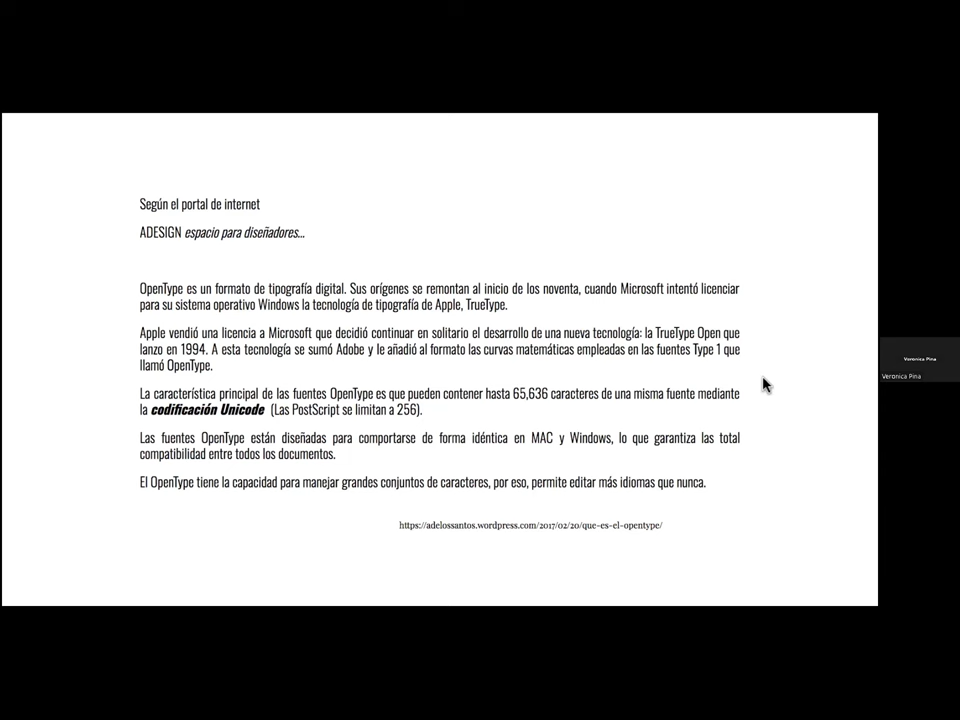 Según el portal de internet
ADESIGN espacio para diseñadores...
OpenType es un formato de tipografía digital. Sus orígenes se remontan al inicio de los noventa, cuando Microsoft intentó licenciar
para su sistema operativo Windows la tecnología de tipografía de Apple, TrueType.
Apple vendió una licencia a Microsoft que decidió continuar en solitario el desarrollo de una nueva tecnología: la TrueType Open que
lanzo en 1994. A esta tecnología se sumó Adobe y le añadió al formato las curvas matemáticas empleadas en las fuentes Type 1 que
llamó OpenType.
La característica principal de las fuentes OpenType es que pueden contener hasta 65,636 caracteres de una misma fuente mediante
la codificación Unicode (Las PostScript se limitan a 256).
Las fuentes OpenType están diseñadas para comportarse de forma idéntica en MAC y Windows, lo que garantiza las total
compatibilidad entre todos los documentos.
El OpenType tiene la capacidad para manejar grandes conjuntos de caracteres, por eso, permite editar más idiomas que nunca.
https://adelossantos.wordpress.com/2017/02/20/que-es-el-opentype/
Veronica Pina
Veronica Pina